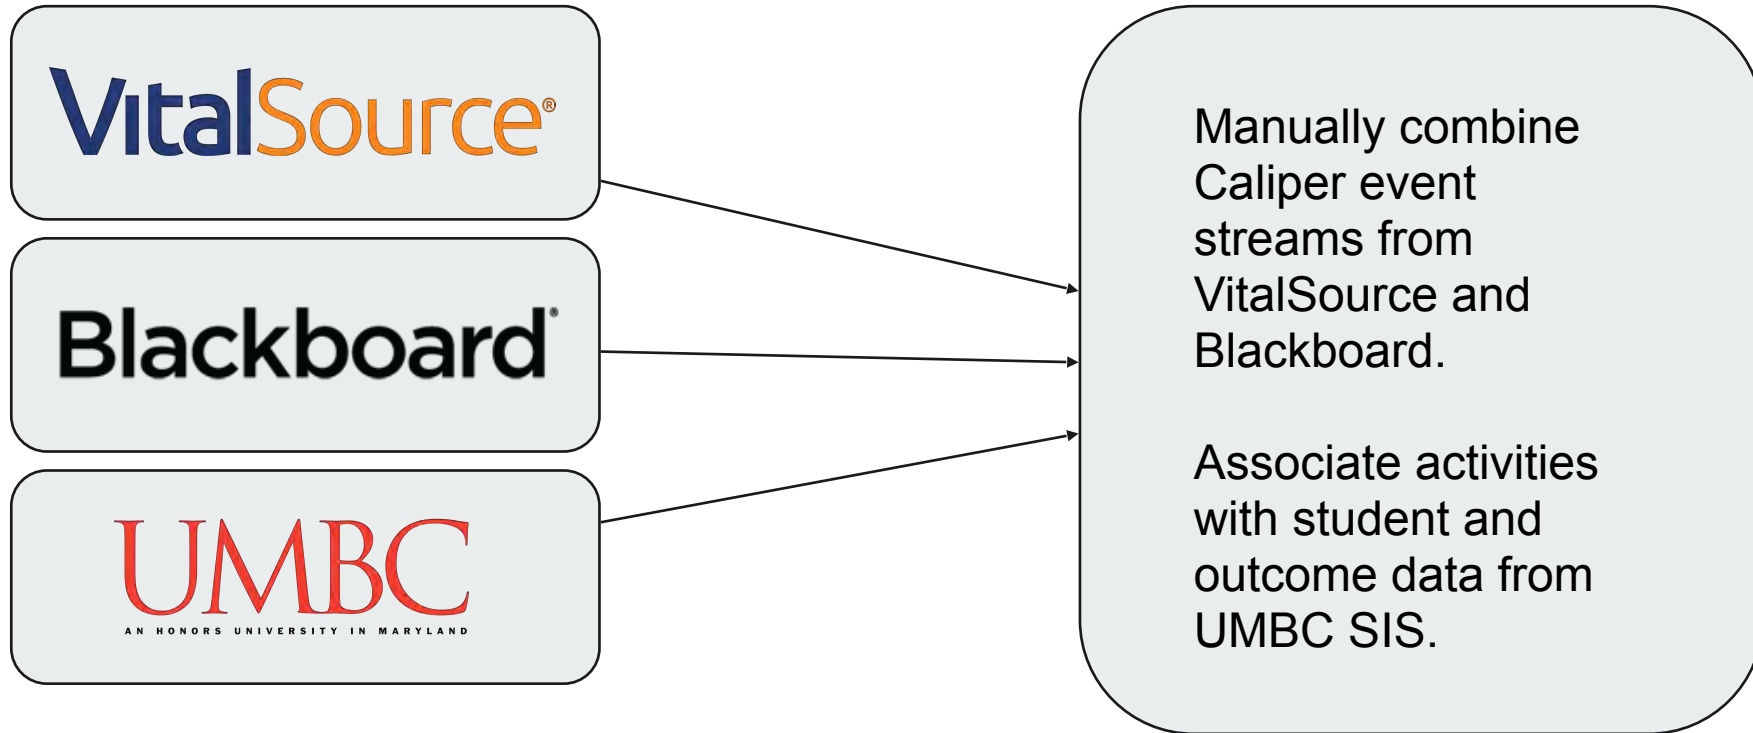 VitalSource®
Blackboard®
UMBC
AN HONORS UNIVERSITY IN MARYLAND
Manually combine
Caliper event
streams from
VitalSource and
Blackboard.
Associate activities
with student and
outcome data from
UMBC SIS.